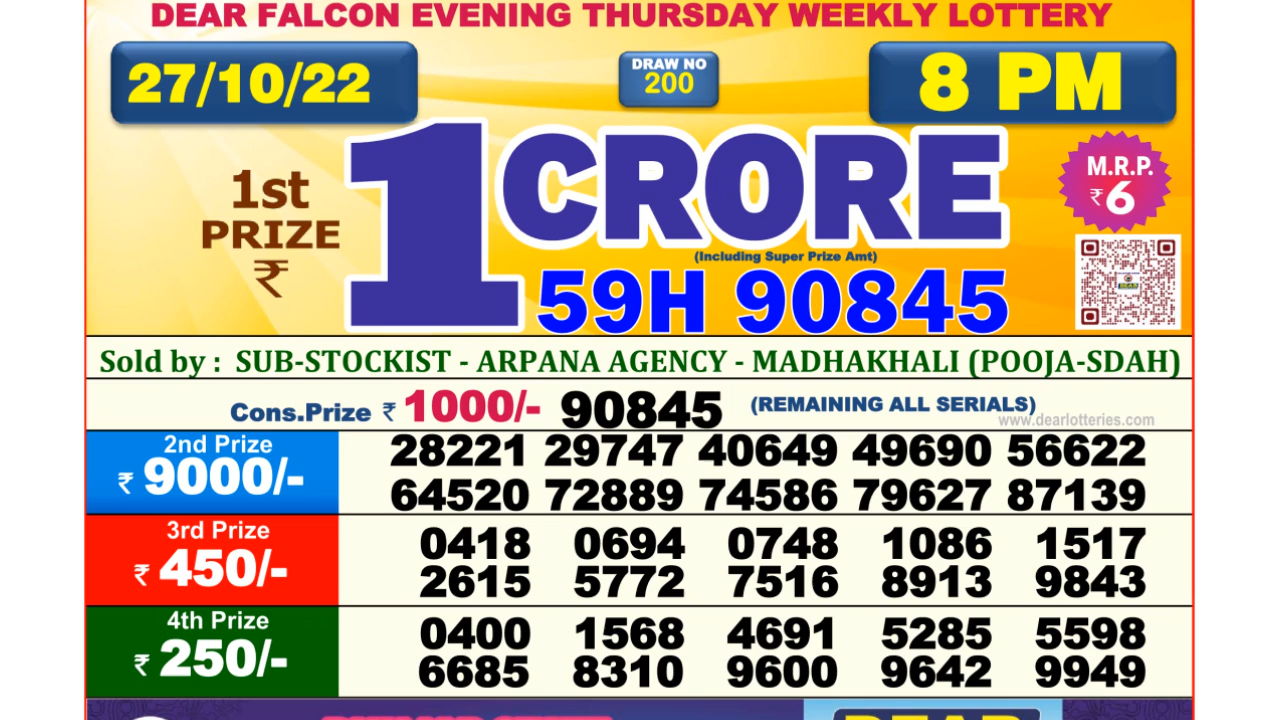 DEAR FALCON EVENING THURSDAY WEEKLY LOTTERY
27/10/22
DRAW NO
200
8 PM
1st
PRIZE
₹
1 CRORE
(Including Super Prize Amt)
59H 90845
M.R.P.
₹6
Sold by : SUB-STOCKIST - ARPANA AGENCY - MADHAKHALI (POOJA-SDAH)
Cons.Prize ₹ 1000/- 90845 (REMAINING ALL SERIALS)
www.dearlotteries.com
2nd Prize
₹ 9000/-
28221 29747 40649 49690 56622
64520 72889 74586 79627 87139
3rd Prize
₹ 450/-
0418 0694 0748 1086 1517
2615 5772 7516 8913 9843
4th Prize
₹ 250/-
0400 1568 4691 5285 5598
6685 8310 9600 9642 9949
DEAR